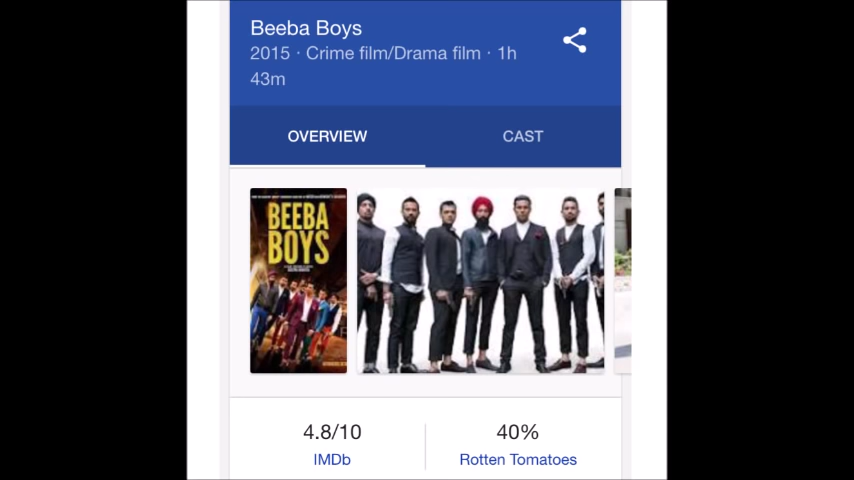 Beeba Boys
2015 · Crime film/Drama film · 1h
43m
OVERVIEW
CAST
BEEBA
BOYS
4.8/10
40%
IMDb
Rotten Tomatoes